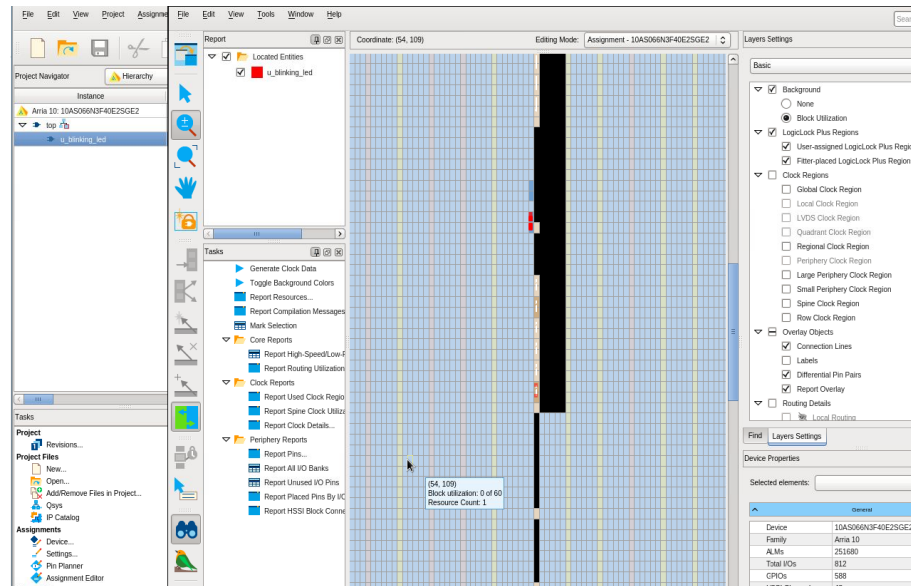 File Edit View Project Assignme
Project Navigator Hierarchy
Instance
Arria 10: 10AS066N3F40E2SGE2
top
u_blinking_led
Tasks
Project
Revisions...
Project Files
New...
Open...
Add/Remove Files in Project...
Qsys
IP Catalog
Assignments
Device...
Settings...
Pin Planner
Assignment Editor
File Edit View Tools Window Help
Report
Located Entities
u_blinking_led
Tasks
Generate Clock Data
Toggle Background Colors
Report Resources...
Report Compilation Messages
Mark Selection
Core Reports
Report High-Speed/Low-P
Report Routing Utilization
Clock Reports
Report Used Clock Regio
Report Spine Clock Utiliza
Report Clock Details...
Periphery Reports
Report Pins...
Report All I/O Banks
Report Unused I/O Pins
Report Placed Pins By I/O
Report HSSI Block Conne
Coordinate: (54, 109) Editing Mode: Assignment - 10AS066N3F40E2SGE2
(54, 109)
Block utilization: 0 of 60
Resource Count: 1
Sea
Layers Settings
Basic
Background
None
Block Utilization
LogicLock Plus Regions
User-assigned LogicLock Plus Regio
Fitter-placed LogicLock Plus Region
Clock Regions
Global Clock Region
Local Clock Region
LVDS Clock Region
Quadrant Clock Region
Regional Clock Region
Periphery Clock Region
Large Periphery Clock Region
Small Periphery Clock Region
Spine Clock Region
Row Clock Region
Overlay Objects
Connection Lines
Labels
Differential Pin Pairs
Report Overlay
Routing Details
Local Routing
Find Layers Settings
Device Properties
Selected elements:
General
Device 10AS066N3F40E2SGE2
Family Arria 10
ALMs 251680
Total I/Os 812
GPIOs 588